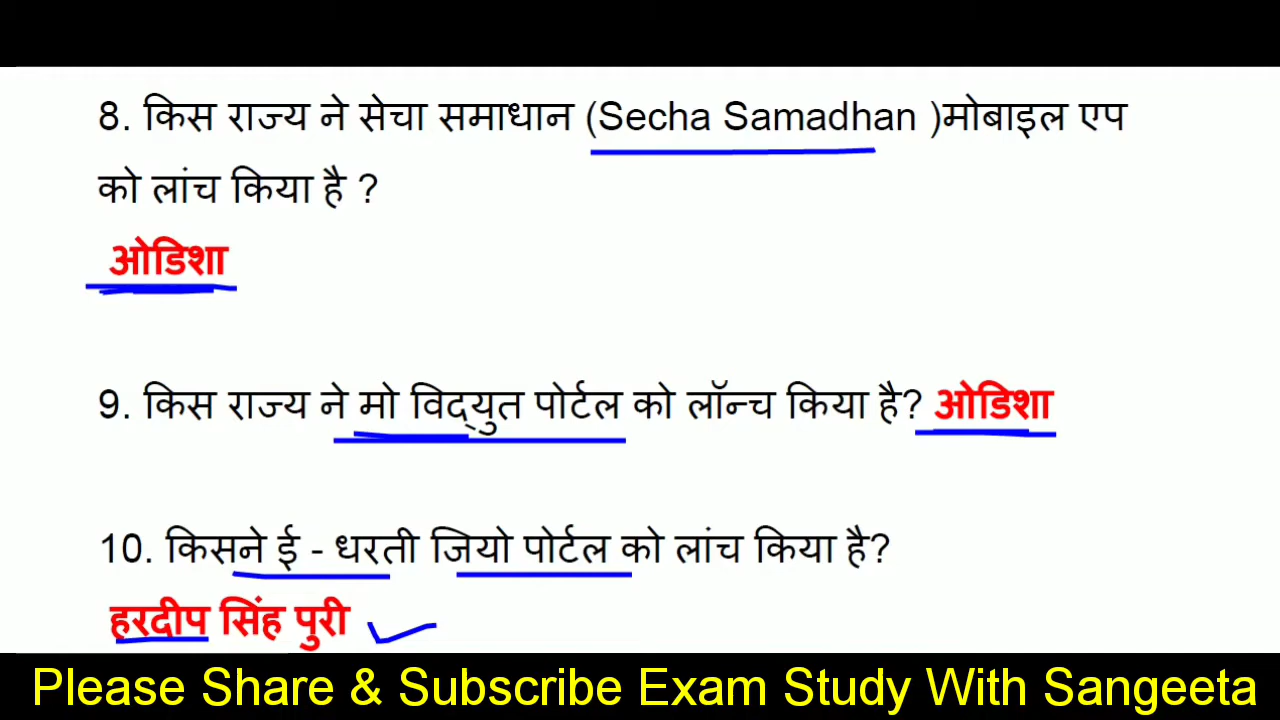 8. किस राज्य ने सेचा समाधान (Secha Samadhan )मोबाइल एप
को लांच किया है ?
ओडिशा
9. किस राज्य ने मो विद्‌युत पोर्टल को लॉन्च किया है? ओडिशा
10. किसने ई - धरती जियो पोर्टल को लांच किया है?
हरदीप सिंह पुरी
Please Share & Subscribe Exam Study With Sangeeta